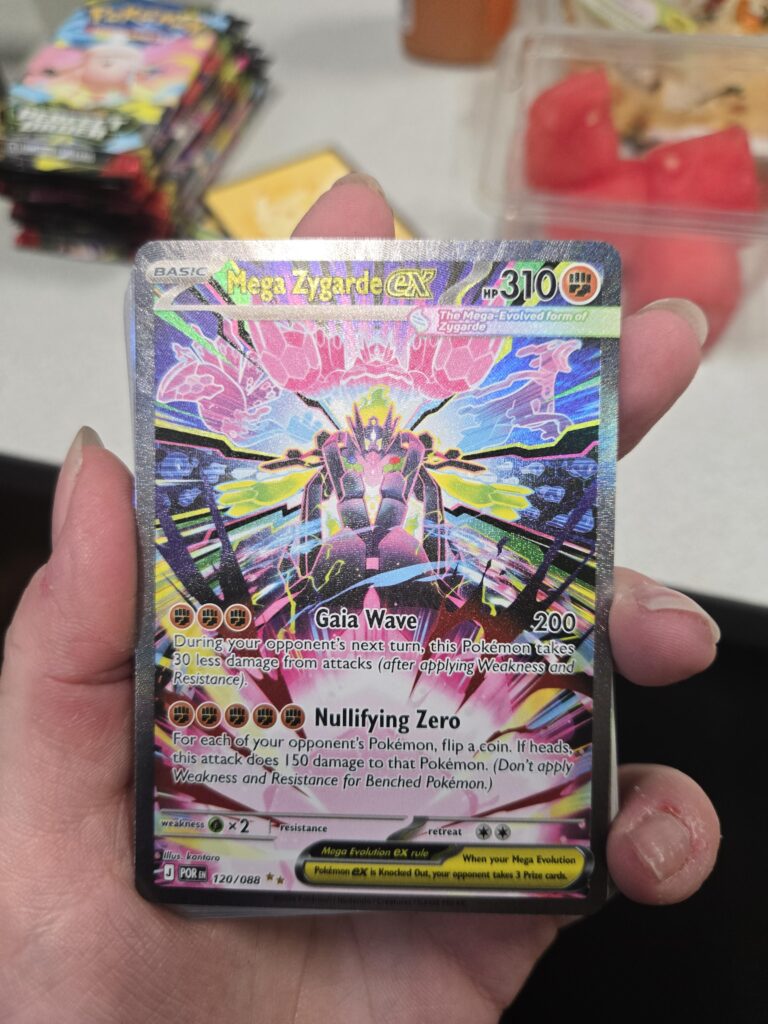 POKÉMON
BASIC
Mega Zygarde ex
HP 310
The Mega-Evolved form of
Zygarde
Gaia Wave 200
During your opponent's next turn, this Pokémon takes
30 less damage from attacks (after applying Weakness and
Resistance).
Nullifying Zero
For each of your opponent's Pokémon, flip a coin. If heads,
this attack does 150 damage to that Pokémon. (Don't apply
Weakness and Resistance for Benched Pokémon.)
weakness ×2 resistance retreat
Illus. kantaro
J POR EN 120/088
Mega Evolution ex rule
When your Mega Evolution
Pokémon ex is Knocked Out, your opponent takes 3 Prize cards.